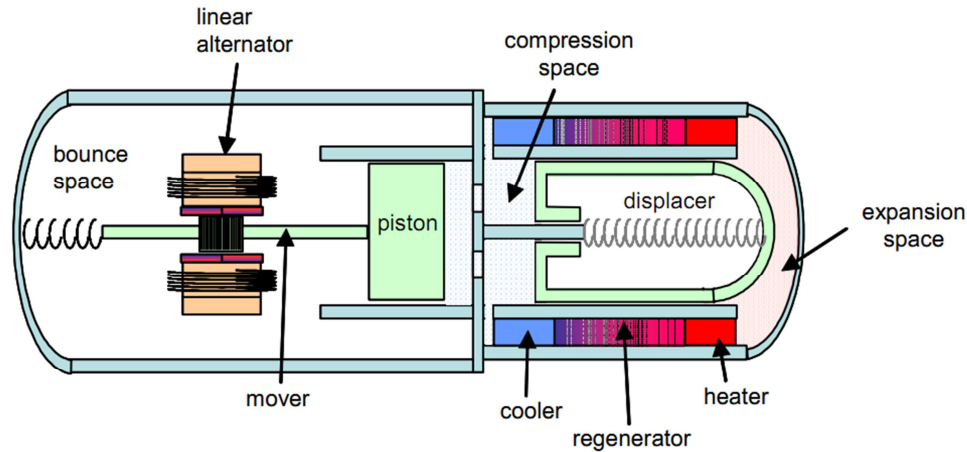 linear
alternator
compression
space
bounce
space
piston
displacer
expansion
space
mover
cooler
regenerator
heater